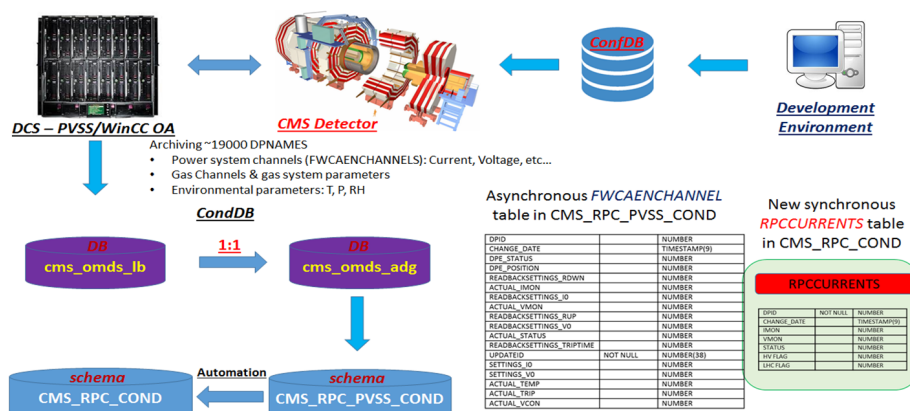 ConfDB
DCS – PVSS/WinCC OA
CMS Detector
Development
Environment
Archiving ~19000 DPNAMES
• Power system channels (FWCAENCHANNELS): Current, Voltage, etc...
• Gas Channels & gas system parameters
• Environmental parameters: T, P, RH
CondDB
DB
cms_omds_lb
1:1
DB
cms_omds_adg
schema
CMS_RPC_COND
Automation
schema
CMS_RPC_PVSS_COND
Asynchronous FWCAENCHANNEL
table in CMS_RPC_PVSS_COND
DPID NUMBER
CHANGE_DATE TIMESTAMP(9)
DPE_STATUS NUMBER
DPE_POSITION NUMBER
READBACKSETTINGS_RDWN NUMBER
ACTUAL_IMON NUMBER
READBACKSETTINGS_I0 NUMBER
ACTUAL_VMON NUMBER
READBACKSETTINGS_RUP NUMBER
READBACKSETTINGS_V0 NUMBER
ACTUAL_STATUS NUMBER
READBACKSETTINGS_TRIPTIME NUMBER
UPDATEID NOT NULL NUMBER(38)
SETTINGS_I0 NUMBER
SETTINGS_V0 NUMBER
ACTUAL_TEMP NUMBER
ACTUAL_TRIP NUMBER
ACTUAL_VCON NUMBER
New synchronous
RPCCURRENTS table
in CMS_RPC_COND
RPCCURRENTS
DPID NOT NULL NUMBER
CHANGE_DATE TIMESTAMP(9)
IMON NUMBER
VMON NUMBER
STATUS NUMBER
HV FLAG NUMBER
LHC FLAG NUMBER